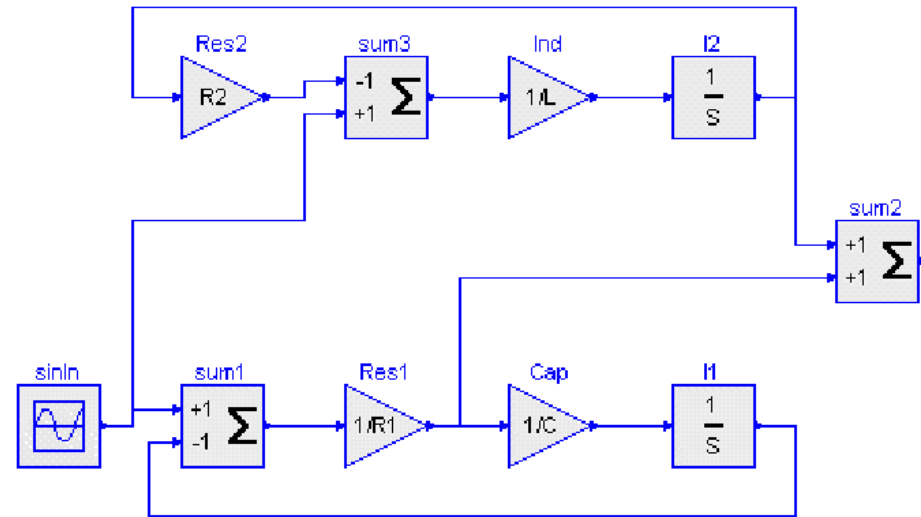 Res2
sum3
Ind
I2
R2
-1
+1
Σ
1/L
1
S
sum2
+1
+1
Σ
sinIn
sum1
Res1
Cap
I1
+1
-1
Σ
1/R1
1/C
1
S